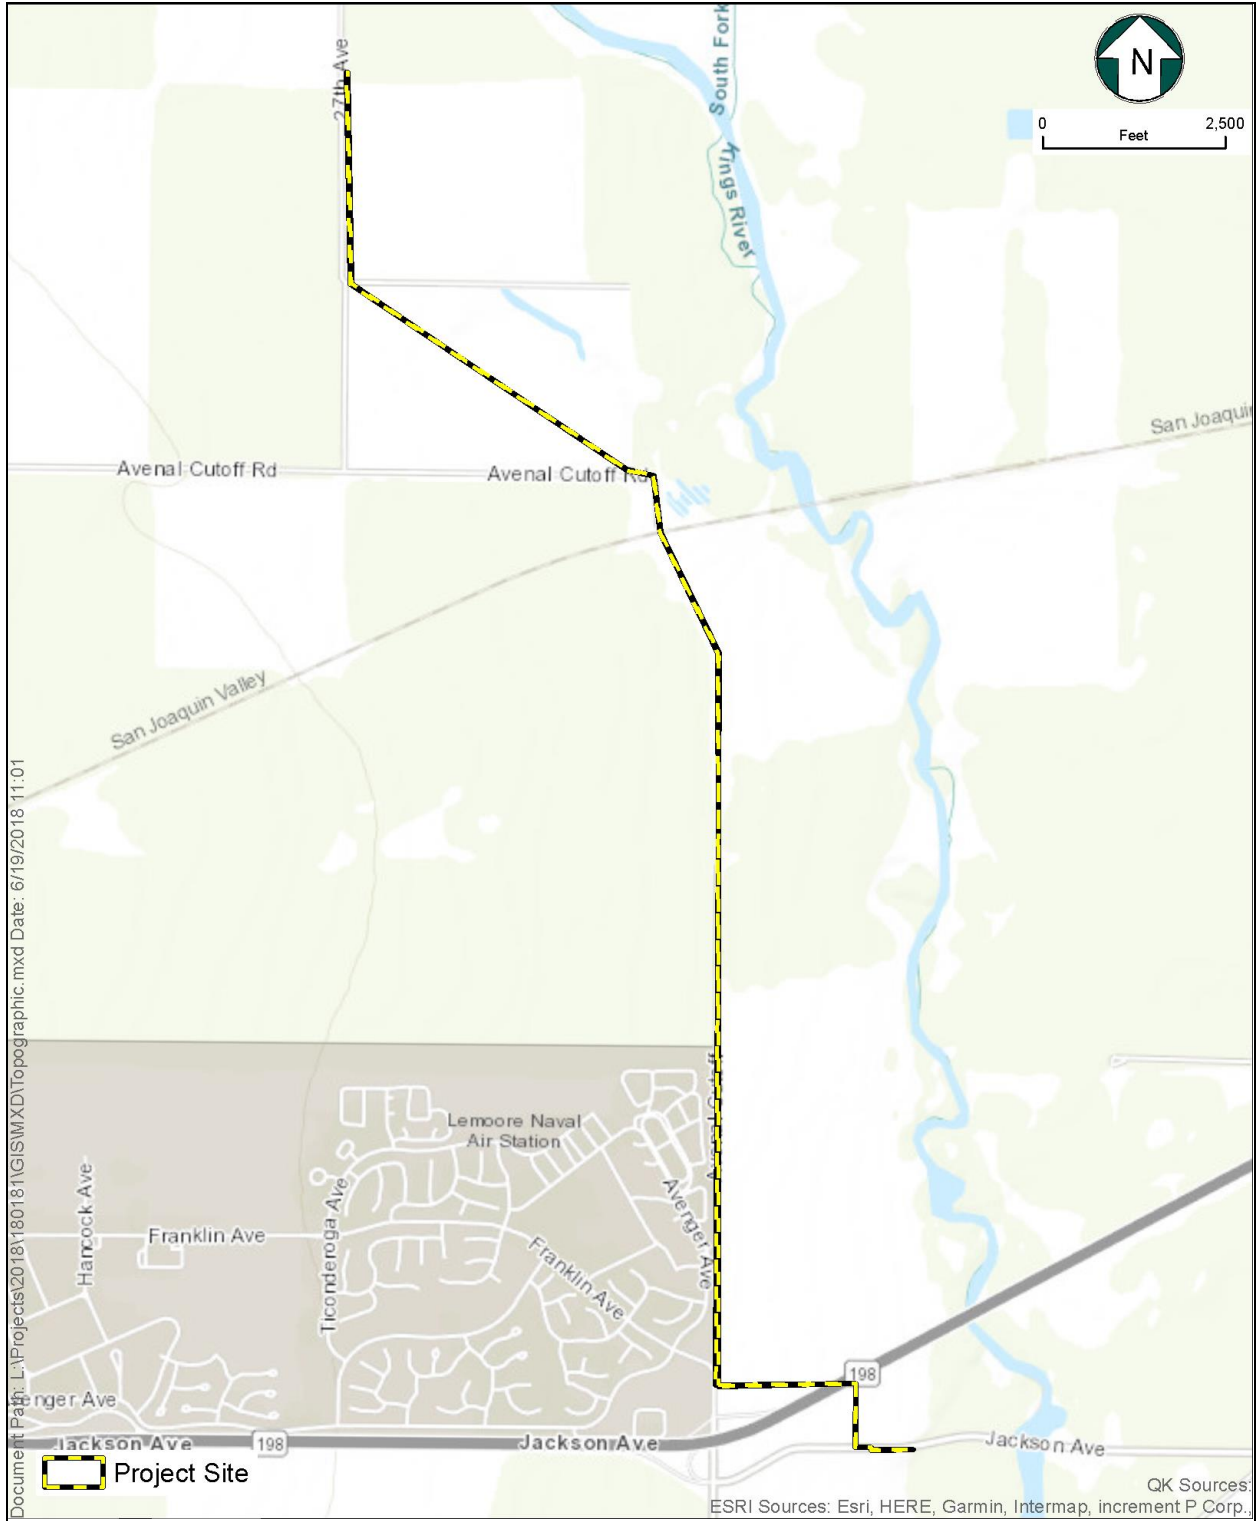 27th Ave
South Fork
Kings River
N
0 2,500
Feet
San Joaquin
Avenal Cutoff Rd
Avenal Cutoff Rd
San Joaquin Valley
Lemoore Naval
Air Station
Avenal Cutoff
Avenger Ave
Hancock Ave
Franklin Ave
Ticonderoga Ave
Franklin Ave
198
enger Ave
Jackson Ave
198
Jackson Ave
Jackson Ave
Project Site
QK Sources:
ESRI Sources: Esri, HERE, Garmin, Intermap, increment P Corp.,
Document Path: L:\Projects\2018\180181\GIS\MXD\Topographic.mxd Date: 6/19/2018 11:01